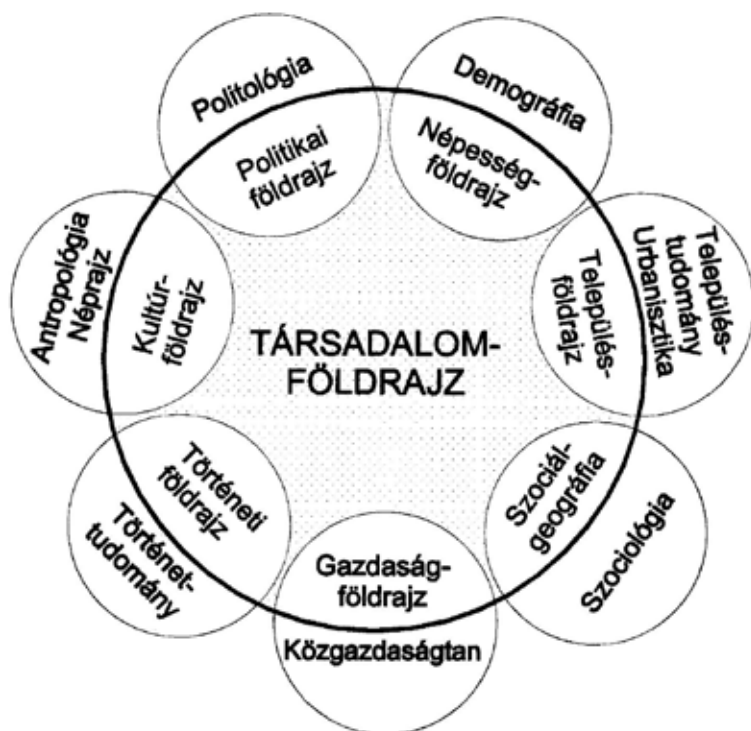 Politológia
Politikai
földrajz
Demográfia
Népesség-
földrajz
Település-
tudomány
Urbanisztika
Település-
földrajz
Antropológia
Néprajz
Kultúr-
földrajz
TÁRSADALOM-
FÖLDRAJZ
Történeti
földrajz
Történet-
tudomány
Szociál-
geográfia
Szociológia
Gazdaság-
földrajz
Közgazdaságtan